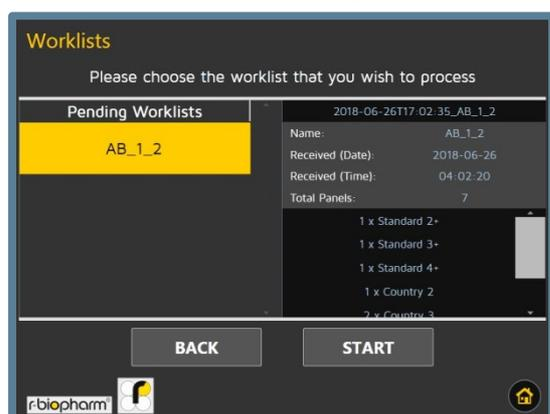 Worklists
Please choose the worklist that you wish to process
Pending Worklists
AB_1_2
2018-06-26T17:02:35_AB_1_2
Name: AB_1_2
Received (Date): 2018-06-26
Received (Time): 04:02:20
Total Panels: 7
1 x Standard 2+
1 x Standard 3+
1 x Standard 4+
1 x Country 2
2 x Country 3
BACK
START
r-biopharm®